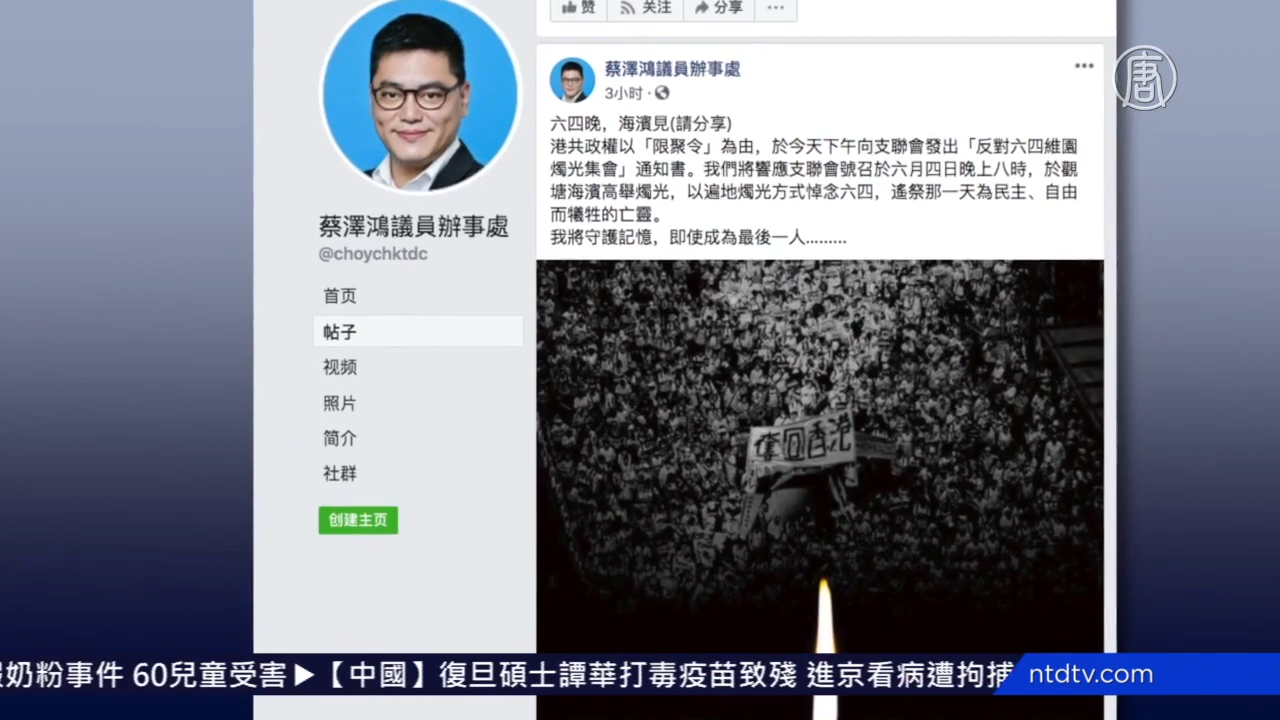 赞
关注
分享
蔡澤鴻議員辦事處
3小时
唐
六四晚，海濱見(請分享)
港共政權以「限聚令」為由，於今天下午向支聯會發出「反對六四維園
燭光集會」通知書。我們將響應支聯會號召於六月四日晚上八時，於觀
塘海濱高舉燭光，以遍地燭光方式悼念六四，遙祭那一天為民主、自由
而犧牲的亡靈。
我將守護記憶，即使成為最後一人………
蔡澤鴻議員辦事處
@choychktdc
首页
帖子
视频
照片
简介
社群
创建主页
奪回香港
奶粉事件 60兒童受害▶【中國】復旦碩士譚華打毒疫苗致殘 進京看病遭拘捕
ntdtv.com